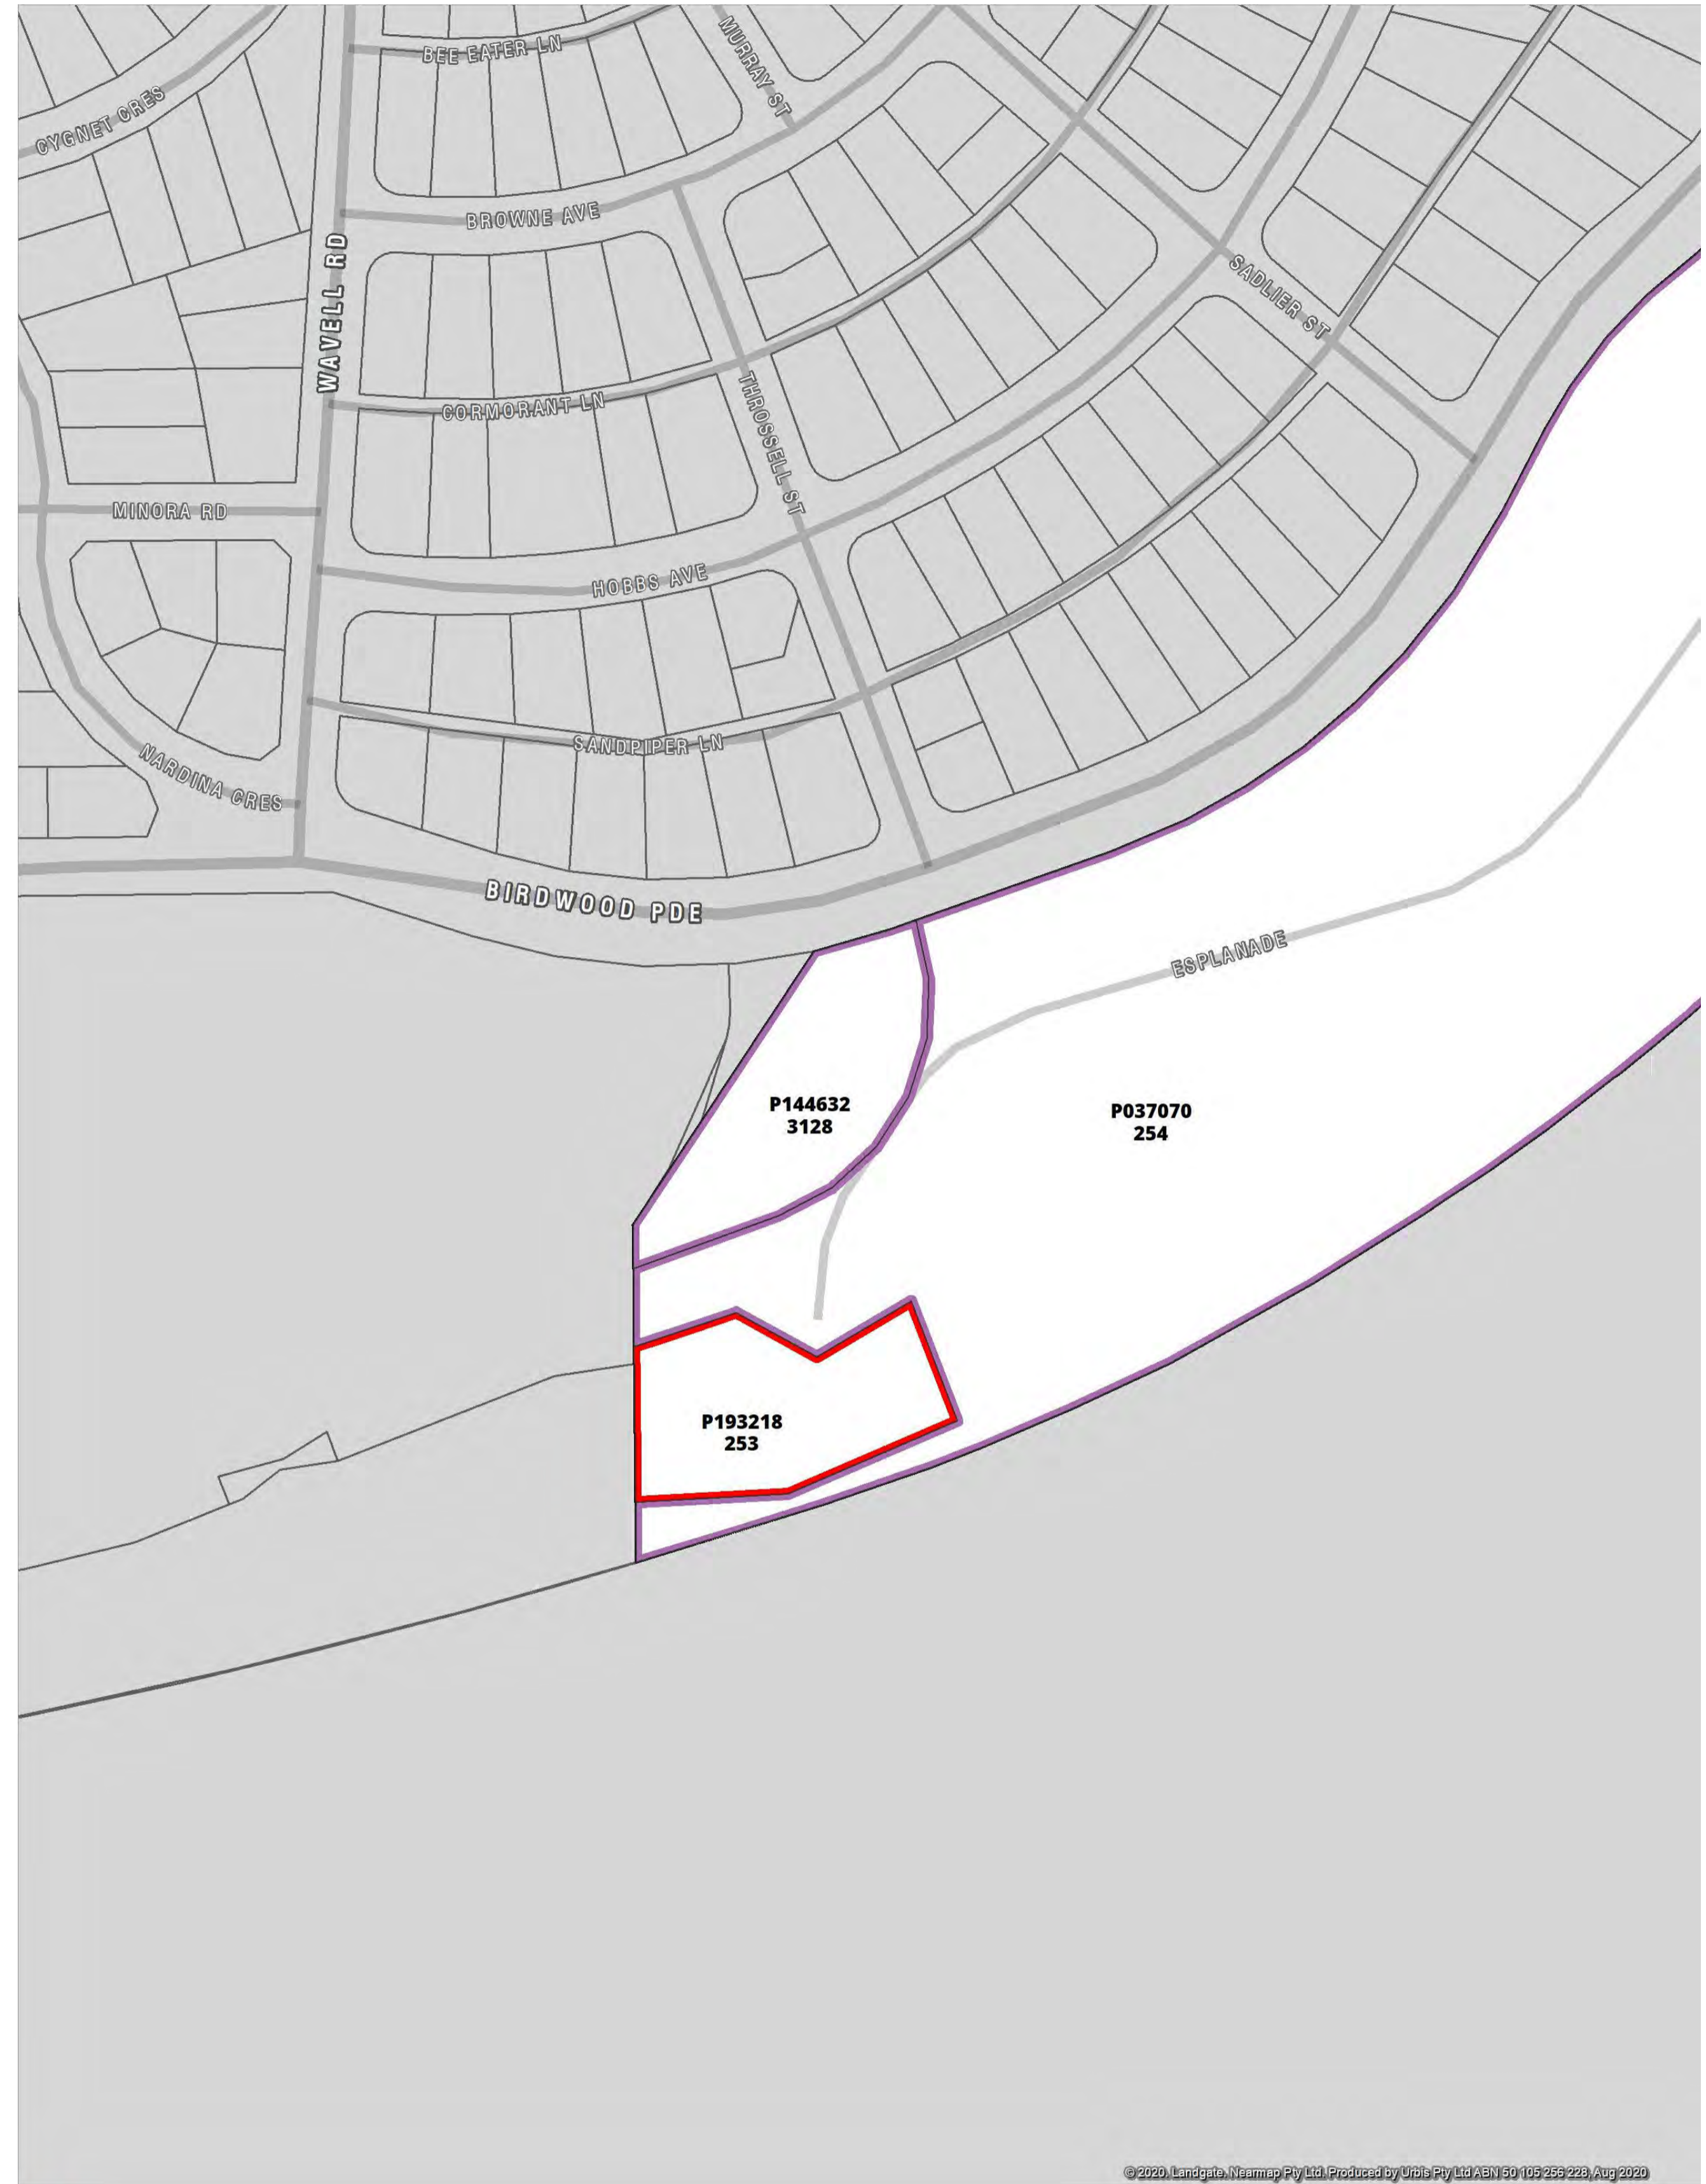 BEE EATER LN
MURRAY ST
CYGNET CRES
BROWNE AVE
WAVELL RD
SADLIER ST
CORMORANT LN
THROSSELL ST
MINORA RD
HOBBS AVE
SANDPIPER LN
NARDINA CRES
BIRDWOOD PDE
ESPLANADE
P144632
3128
P037070
254
P193218
253
© 2020. Landgate, Nearmap Pty Ltd. Produced by Urbis Pty Ltd ABN 50 105 256 228, Aug 2020